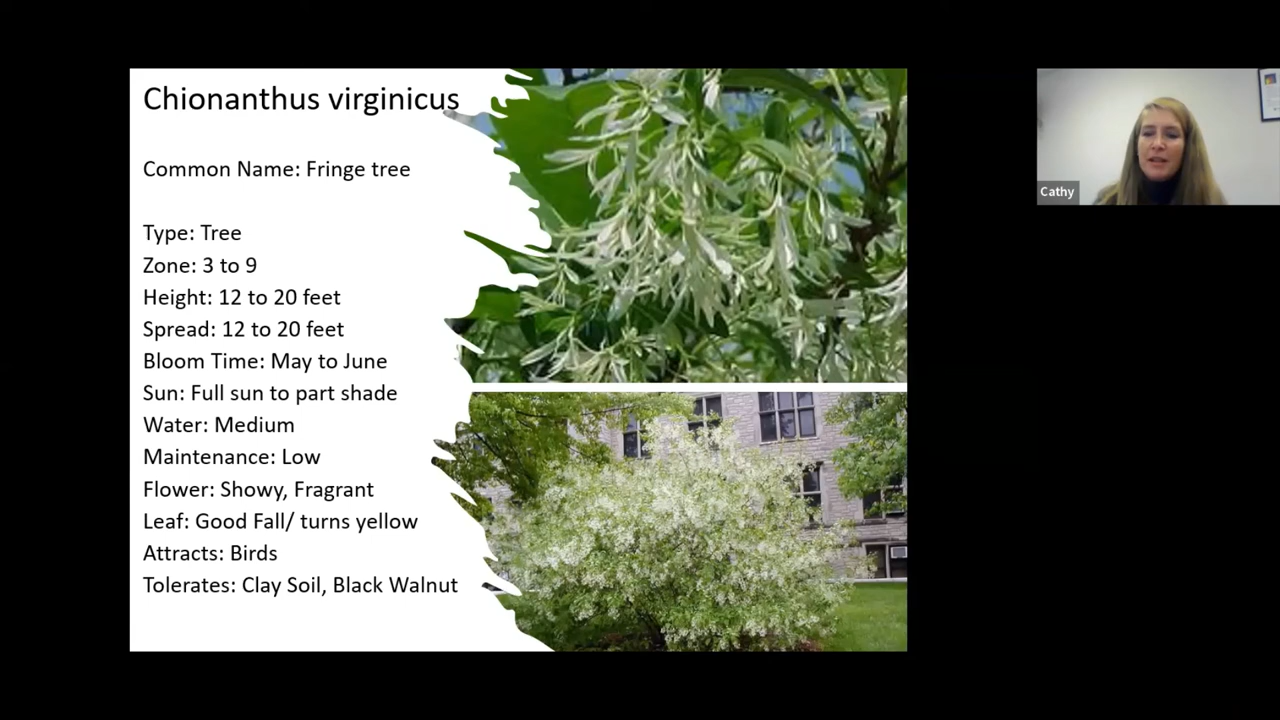 Chionanthus virginicus
Common Name: Fringe tree
Type: Tree
Zone: 3 to 9
Height: 12 to 20 feet
Spread: 12 to 20 feet
Bloom Time: May to June
Sun: Full sun to part shade
Water: Medium
Maintenance: Low
Flower: Showy, Fragrant
Leaf: Good Fall/ turns yellow
Attracts: Birds
Tolerates: Clay Soil, Black Walnut
Cathy